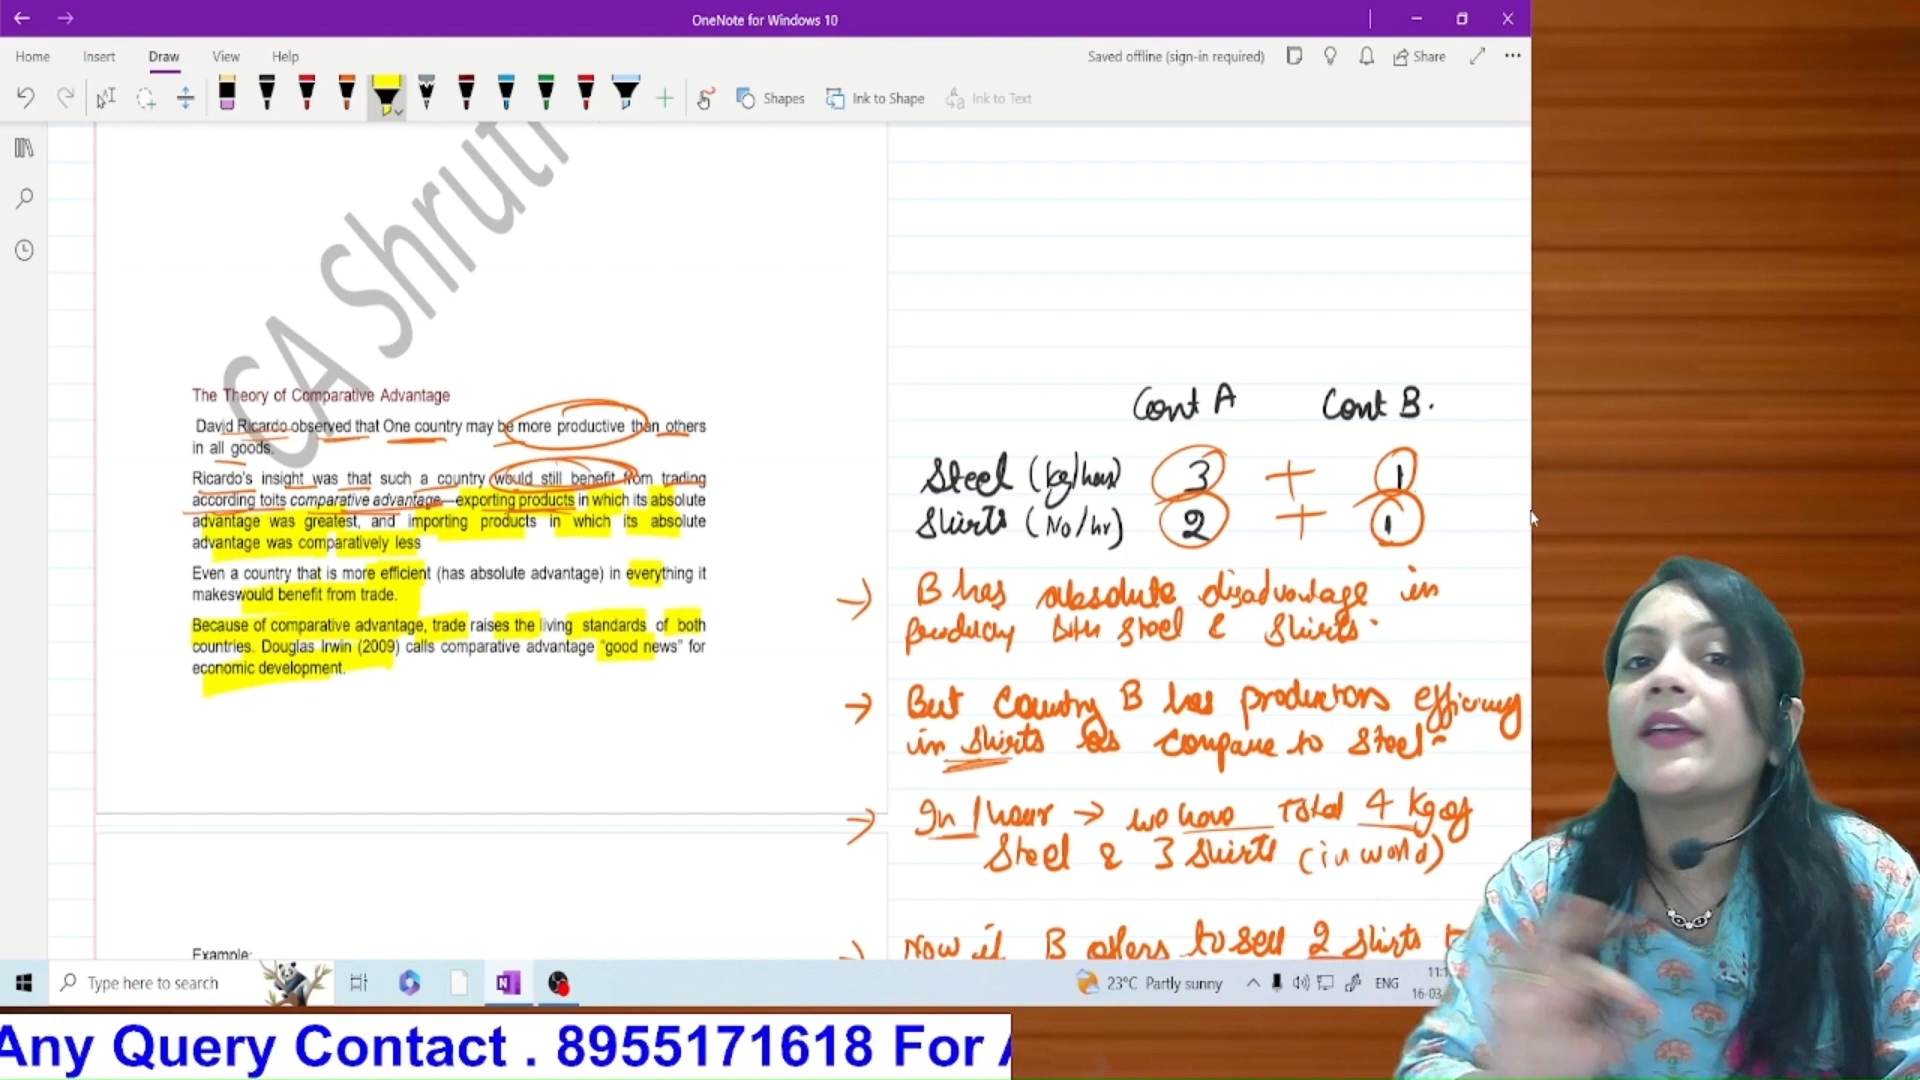 OneNote for Windows 10
Home Insert Draw View Help
Saved offline (sign-in required) Share
Shapes Ink to Shape Ink to Text
CA Shruti
The Theory of Comparative Advantage
David Ricardo observed that One country may be more productive than others
in all goods.
Ricardo's insight was that such a country would still benefit from trading
according toits comparative advantage—exporting products in which its absolute
advantage was greatest, and importing products in which its absolute
advantage was comparatively less
Even a country that is more efficient (has absolute advantage) in everything it
makeswould benefit from trade.
Because of comparative advantage, trade raises the living standards of both
countries. Douglas Irwin (2009) calls comparative advantage "good news" for
economic development.
Example:
Cont A Cont B.
Steel (kg/hour) 3 + 1
Shirts (No/hr) 2 + 1
→ B has absolute disadvantage in
both Steel & Shirts.
→ But Country B has efficiency
in shirts as compare to Steel-
→ In 1 hour → we have Total 4 kg of
Steel & 3 Shirts (in world)
Now if B offers to sell 2 shirts
Type here to search
23°C Partly sunny ENG
11:1
16-03
Any Query Contact . 8955171618 For